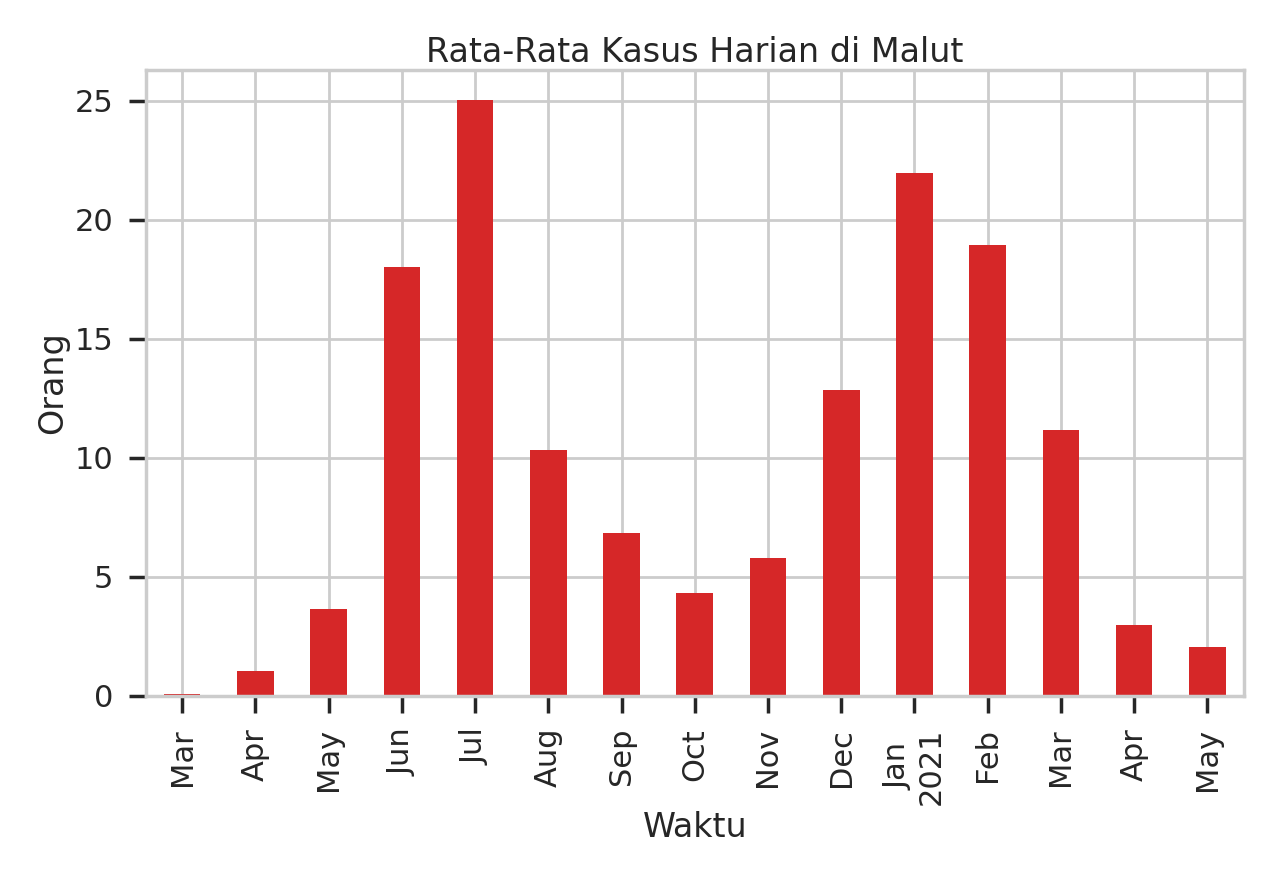 Rata-Rata Kasus Harian di Malut
Orang
25
20
15
10
5
0
Mar
Apr
May
Jun
Jul
Aug
Sep
Oct
Nov
Dec
Jan
2021
Feb
Mar
Apr
May
Waktu